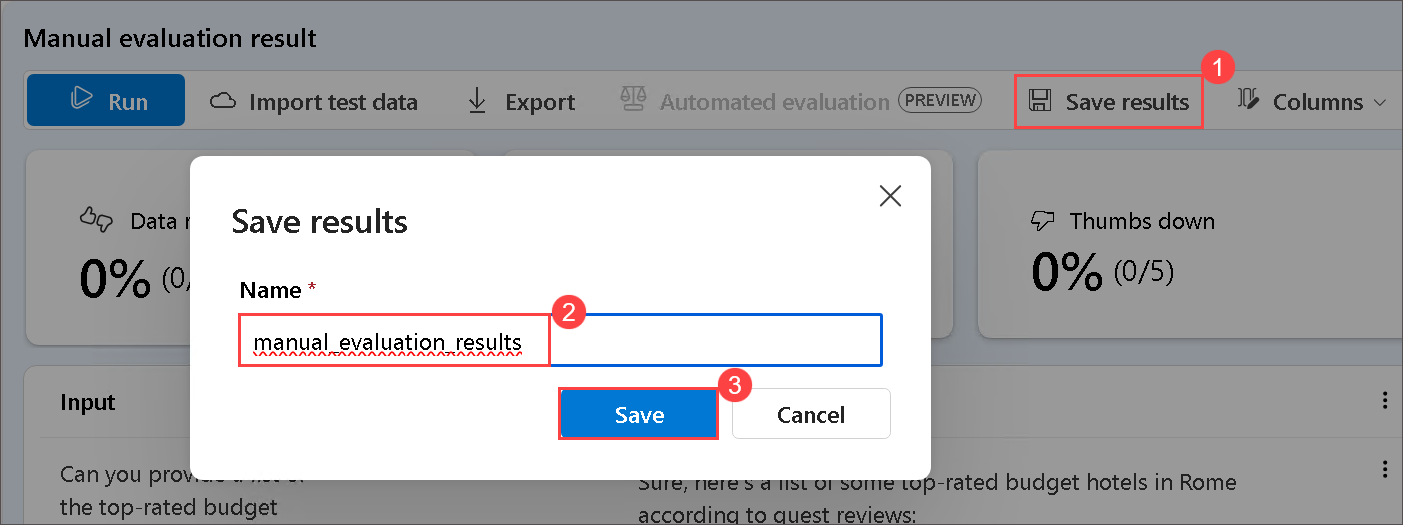 Manual evaluation result
Run
Import test data
Export
Automated evaluation PREVIEW
Save results
1
Columns
Data
0% (0/
Thumbs down
0% (0/5)
Save results
Name *
2
manual_evaluation_results
3
Save
Cancel
Input
Can you provide a list of
the top-rated budget
Sure, here's a list of some top-rated budget hotels in Rome
according to guest reviews: